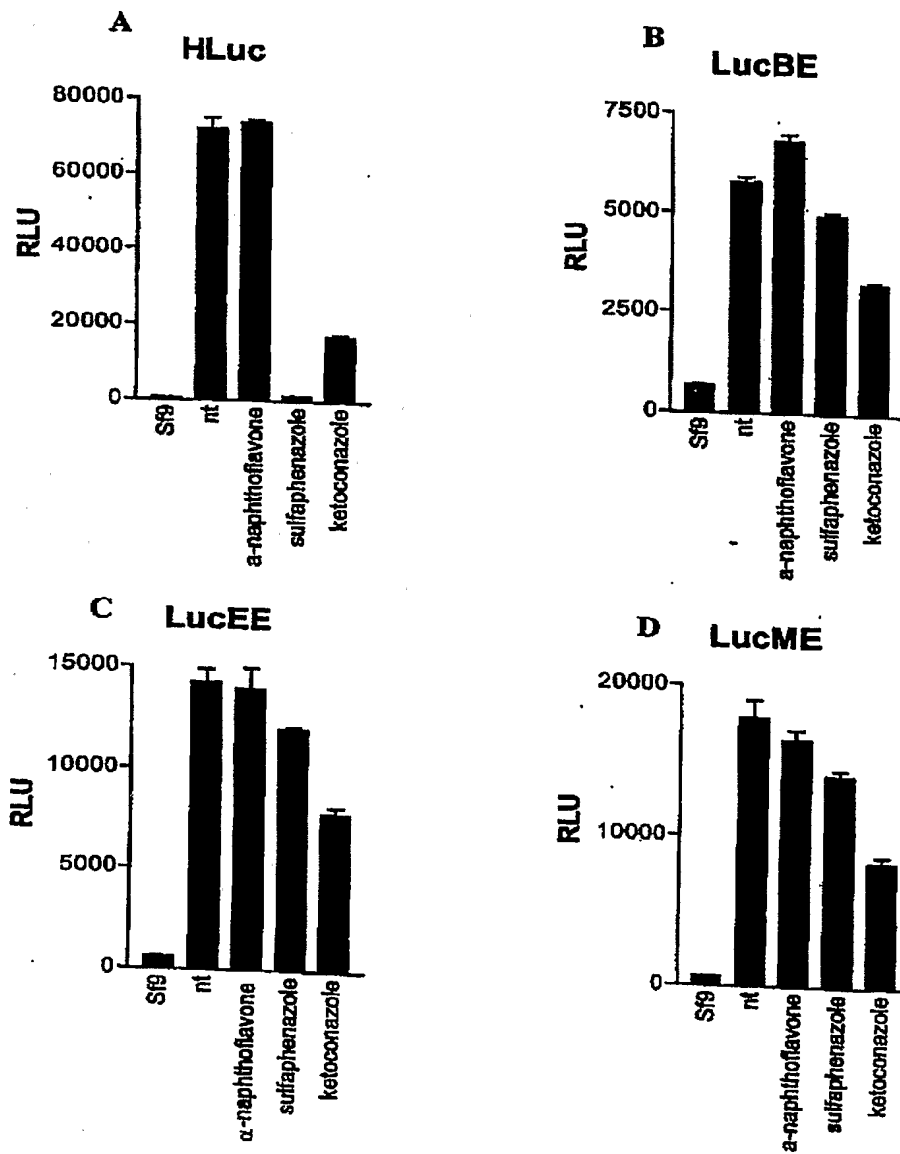 A
HLuc
80000
60000
40000
20000
0
RLU
Sf9
nt
a-naphthoflavone
sulfaphenazole
ketoconazole
B
LucBE
7500
5000
2500
0
RLU
Sf9
nt
a-naphthoflavone
sulfaphenazole
ketoconazole
C
LucEE
15000
10000
5000
0
RLU
Sf9
nt
α-naphthoflavone
sulfaphenazole
ketoconazole
D
LucME
20000
10000
0
RLU
Sf9
nt
a-naphthoflavone
sulfaphenazole
ketoconazole